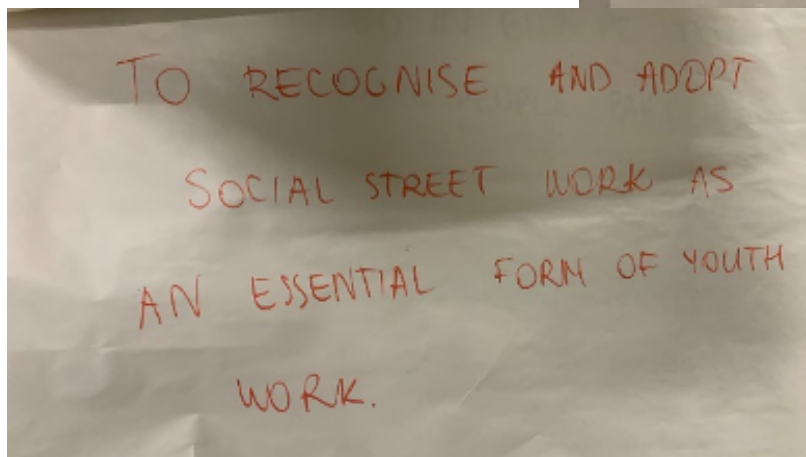 TO RECOGNISE AND ADOPT
SOCIAL STREET WORK AS
AN ESSENTIAL FORM OF YOUTH
WORK.